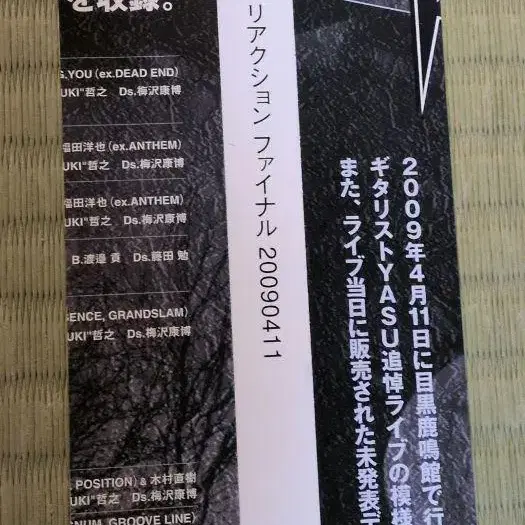 2009年4月11日に目黒鹿鳴館で行
ギタリストYASU追悼ライブの模様
また、ライブ当日に販売された未発表デ
リアクション ファイナル 20090411
を収録。
S.YOU (ex.DEAD END)
UKI"哲之 Ds.梅沢康博
福田洋也 (ex.ANTHEM)
UKI"哲之 Ds.梅沢康博
福田洋也 (ex.ANTHEM)
UKI"哲之 Ds.梅沢康博
B.渡邉 貢 Ds.藤田 勉
SENCE, GRANDSLAM)
UKI"哲之 Ds.梅沢康博
POSITION) & 木村直樹
UKI"哲之 Ds.梅沢康博
GNUM, GROOVE LINE)